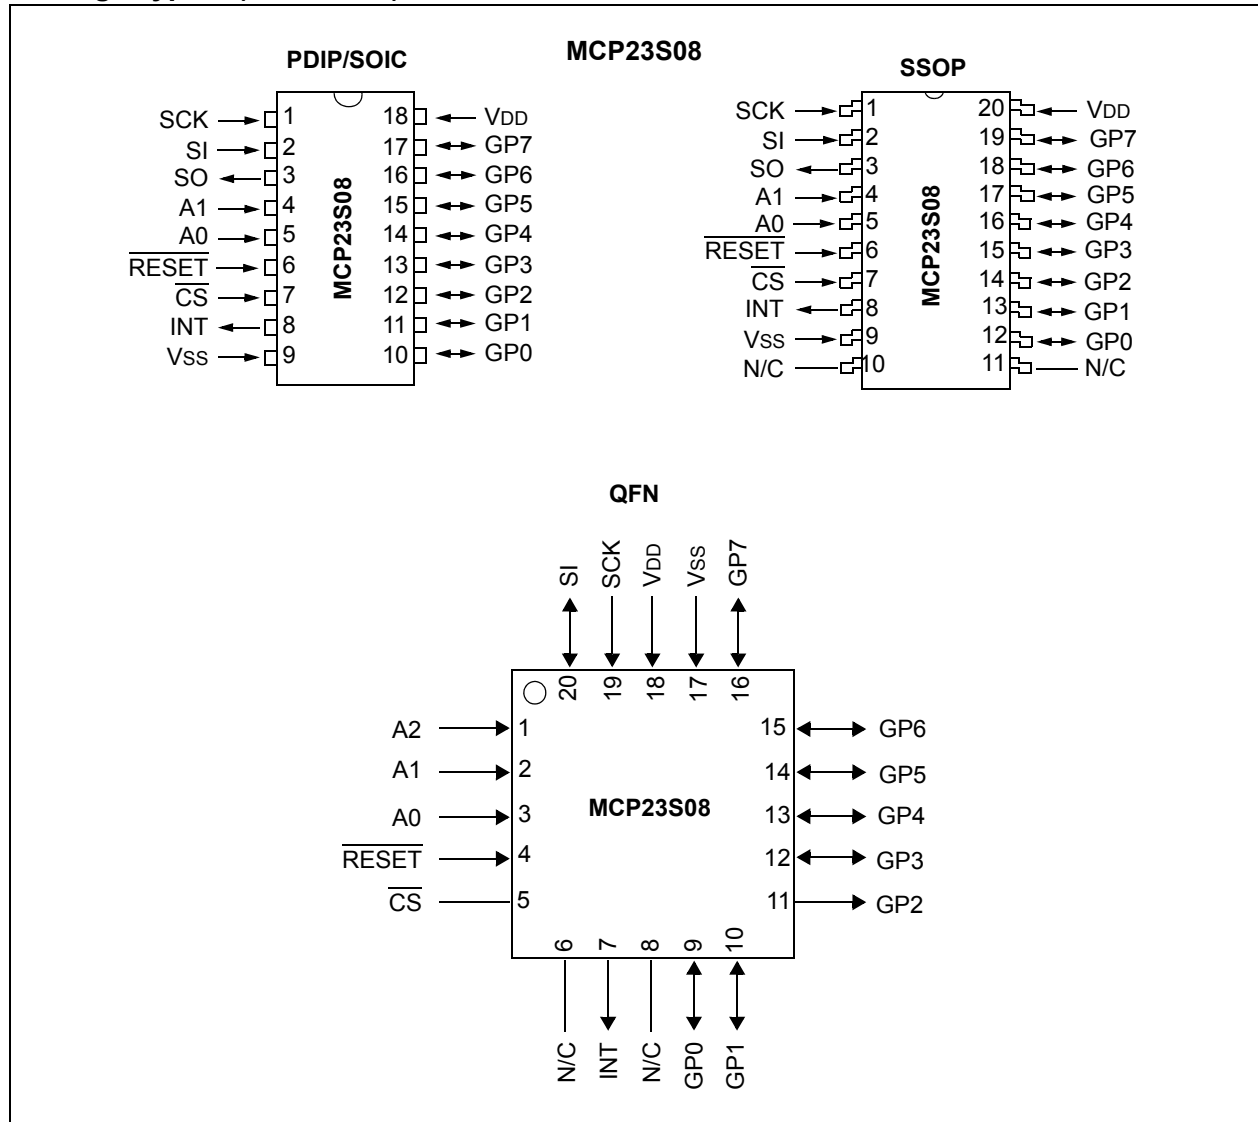 MCP23S08
PDIP/SOIC
SCK 1 18 VDD
SI 2 17 GP7
SO 3 16 GP6
A1 4 15 GP5
A0 5 14 GP4
RESET 6 13 GP3
CS 7 12 GP2
INT 8 11 GP1
VSS 9 10 GP0
MCP23S08
SSOP
SCK 1 20 VDD
SI 2 19 GP7
SO 3 18 GP6
A1 4 17 GP5
A0 5 16 GP4
RESET 6 15 GP3
CS 7 14 GP2
INT 8 13 GP1
VSS 9 12 GP0
N/C 10 11 N/C
MCP23S08
QFN
SI SCK VDD VSS GP7
20 19 18 17 16
A2 1 15 GP6
A1 2 14 GP5
A0 3 13 GP4
MCP23S08
RESET 4 12 GP3
CS 5 11 GP2
6 7 8 9 10
N/C INT N/C GP0 GP1